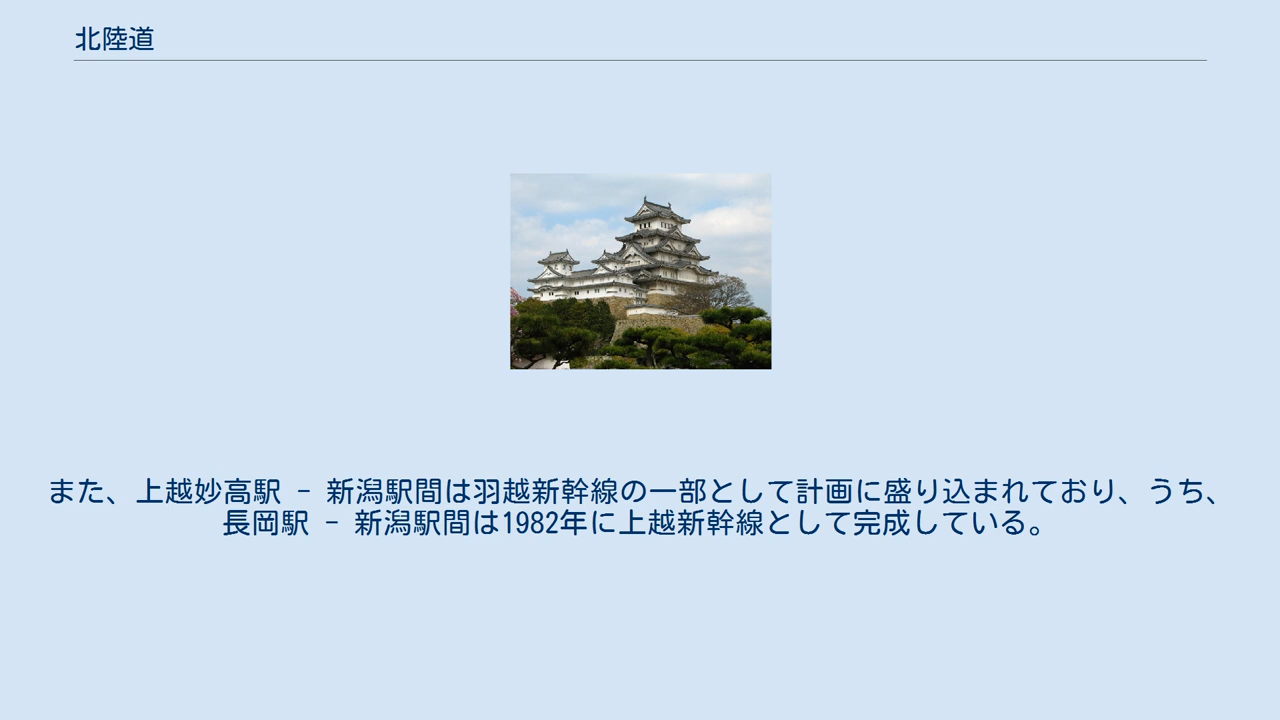 北陸道
また、上越妙高駅 - 新潟駅間は羽越新幹線の一部として計画に盛り込まれており、うち、
長岡駅 - 新潟駅間は1982年に上越新幹線として完成している。